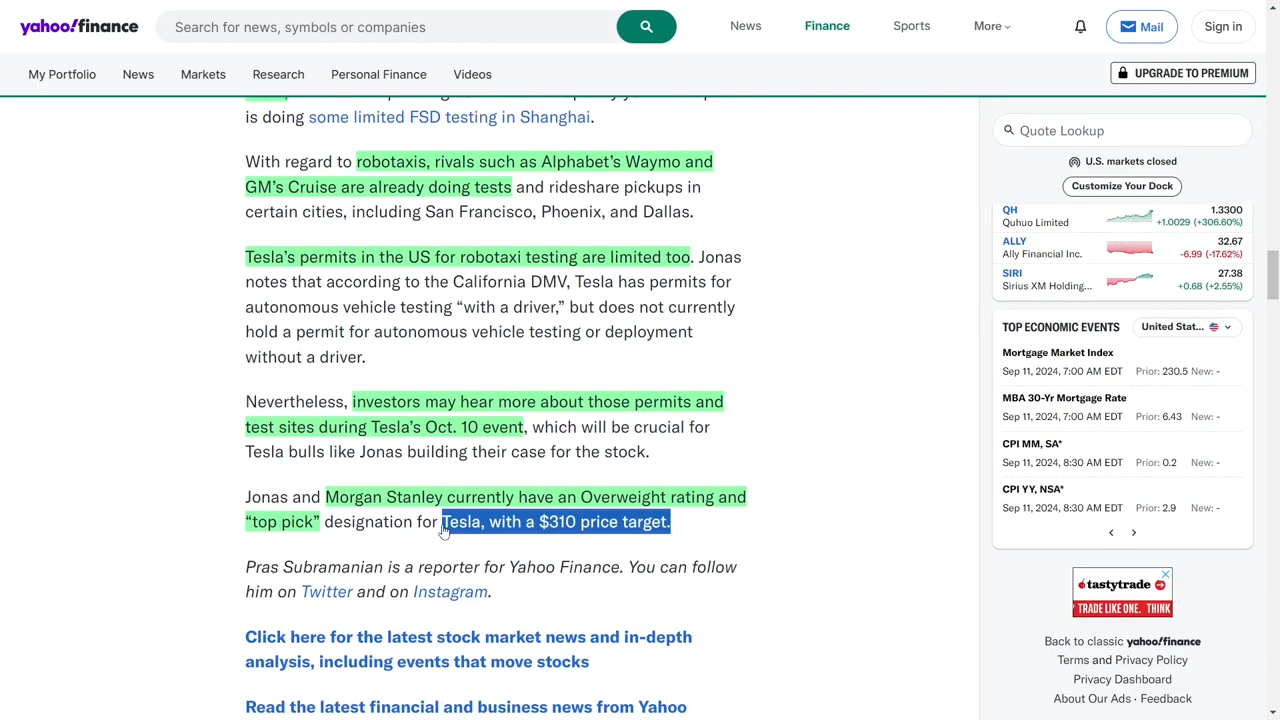 yahoo!finance
Search for news, symbols or companies
News
Finance
Sports
More
Mail
Sign in
My Portfolio
News
Markets
Research
Personal Finance
Videos
UPGRADE TO PREMIUM
is doing some limited FSD testing in Shanghai.
With regard to robotaxis, rivals such as Alphabet’s Waymo and
GM’s Cruise are already doing tests and rideshare pickups in
certain cities, including San Francisco, Phoenix, and Dallas.
Tesla’s permits in the US for robotaxi testing are limited too. Jonas
notes that according to the California DMV, Tesla has permits for
autonomous vehicle testing “with a driver,” but does not currently
hold a permit for autonomous vehicle testing or deployment
without a driver.
Nevertheless, investors may hear more about those permits and
test sites during Tesla’s Oct. 10 event, which will be crucial for
Tesla bulls like Jonas building their case for the stock.
Jonas and Morgan Stanley currently have an Overweight rating and
“top pick” designation for Tesla, with a $310 price target.
Pras Subramanian is a reporter for Yahoo Finance. You can follow
him on Twitter and on Instagram.
Click here for the latest stock market news and in-depth
analysis, including events that move stocks
Read the latest financial and business news from Yahoo
Quote Lookup
U.S. markets closed
Customize Your Dock
QH 1.3300
Quhuo Limited +1.0029 (+306.60%)
ALLY 32.67
Ally Financial Inc. -6.99 (-17.62%)
SIRI 27.38
Sirius XM Holding... +0.68 (+2.55%)
TOP ECONOMIC EVENTS United Stat...
Mortgage Market Index
Sep 11, 2024, 7:00 AM EDT Prior: 230.5 New: -
MBA 30-Yr Mortgage Rate
Sep 11, 2024, 7:00 AM EDT Prior: 6.43 New: -
CPI MM, SA*
Sep 11, 2024, 8:30 AM EDT Prior: 0.2 New: -
CPI YY, NSA*
Sep 11, 2024, 8:30 AM EDT Prior: 2.9 New: -
tastytrade
TRADE LIKE ONE. THINK
Back to classic yahoo!finance
Terms and Privacy Policy
Privacy Dashboard
About Our Ads • Feedback